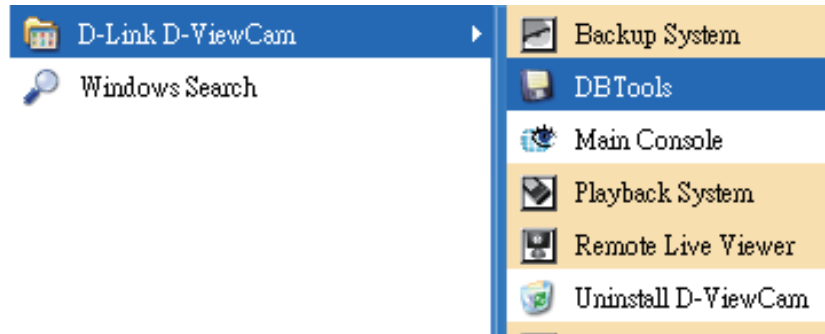 D-Link D-ViewCam
Windows Search
Backup System
DBTools
Main Console
Playback System
Remote Live Viewer
Uninstall D-ViewCam